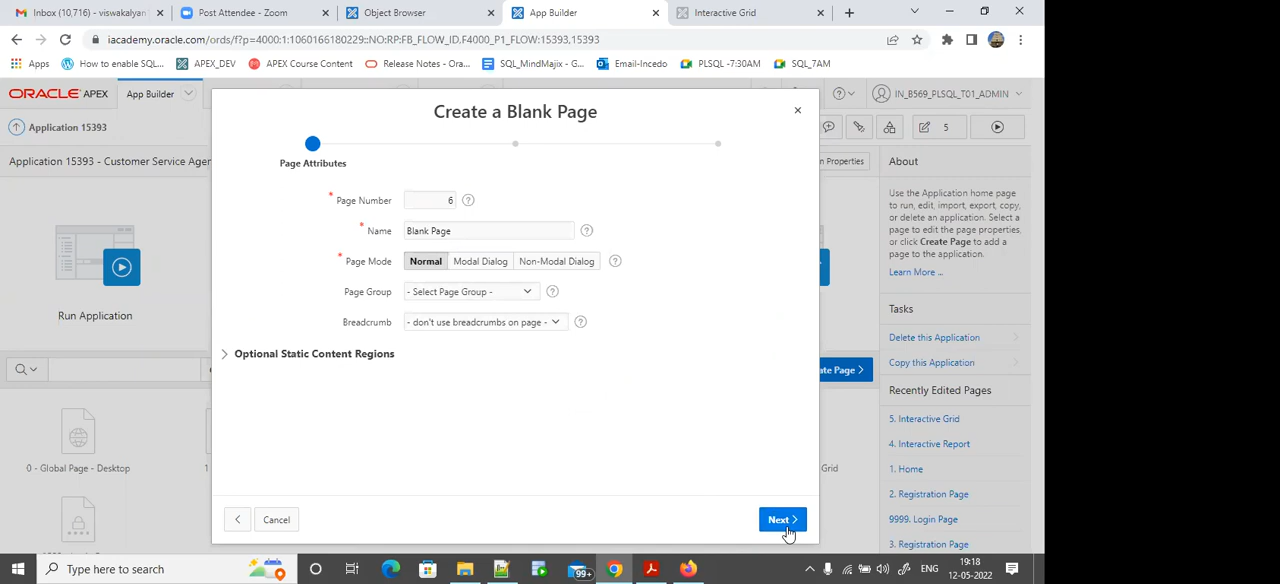 Inbox (10,716) - viswakalyan
Post Attendee - Zoom
Object Browser
App Builder
Interactive Grid
iacademy.oracle.com/ords/f?p=4000:1:1060166180229::NO:RP:FB_FLOW_ID.F4000_P1_FLOW:15393,15393
Apps
How to enable SQL...
APEX_DEV
APEX Course Content
Release Notes - Ora...
SQL_MindMajix - G...
Email-Incedo
PLSQL -7:30AM
SQL_7AM
ORACLE APEX
App Builder
IN_B569_PLSQL_T01_ADMIN
Application 15393
5
Application 15393 - Customer Service Agen
n Properties
About
Use the Application home page
to run, edit, import, export, copy,
or delete an application. Select a
page to edit the page properties,
or click Create Page to add a
page to the application.
Learn More ...
Run Application
Create a Blank Page
Page Attributes
* Page Number 6
* Name Blank Page
* Page Mode Normal Modal Dialog Non-Modal Dialog
Page Group - Select Page Group -
Breadcrumb - don't use breadcrumbs on page -
Optional Static Content Regions
Cancel
Next
Tasks
Delete this Application
Copy this Application
ate Page
Recently Edited Pages
5. Interactive Grid
4. Interactive Report
1. Home
2. Registration Page
9999. Login Page
3. Registration Page
0 - Global Page - Desktop
1
Grid
Type here to search
99+
ENG
19:18
12-05-2022